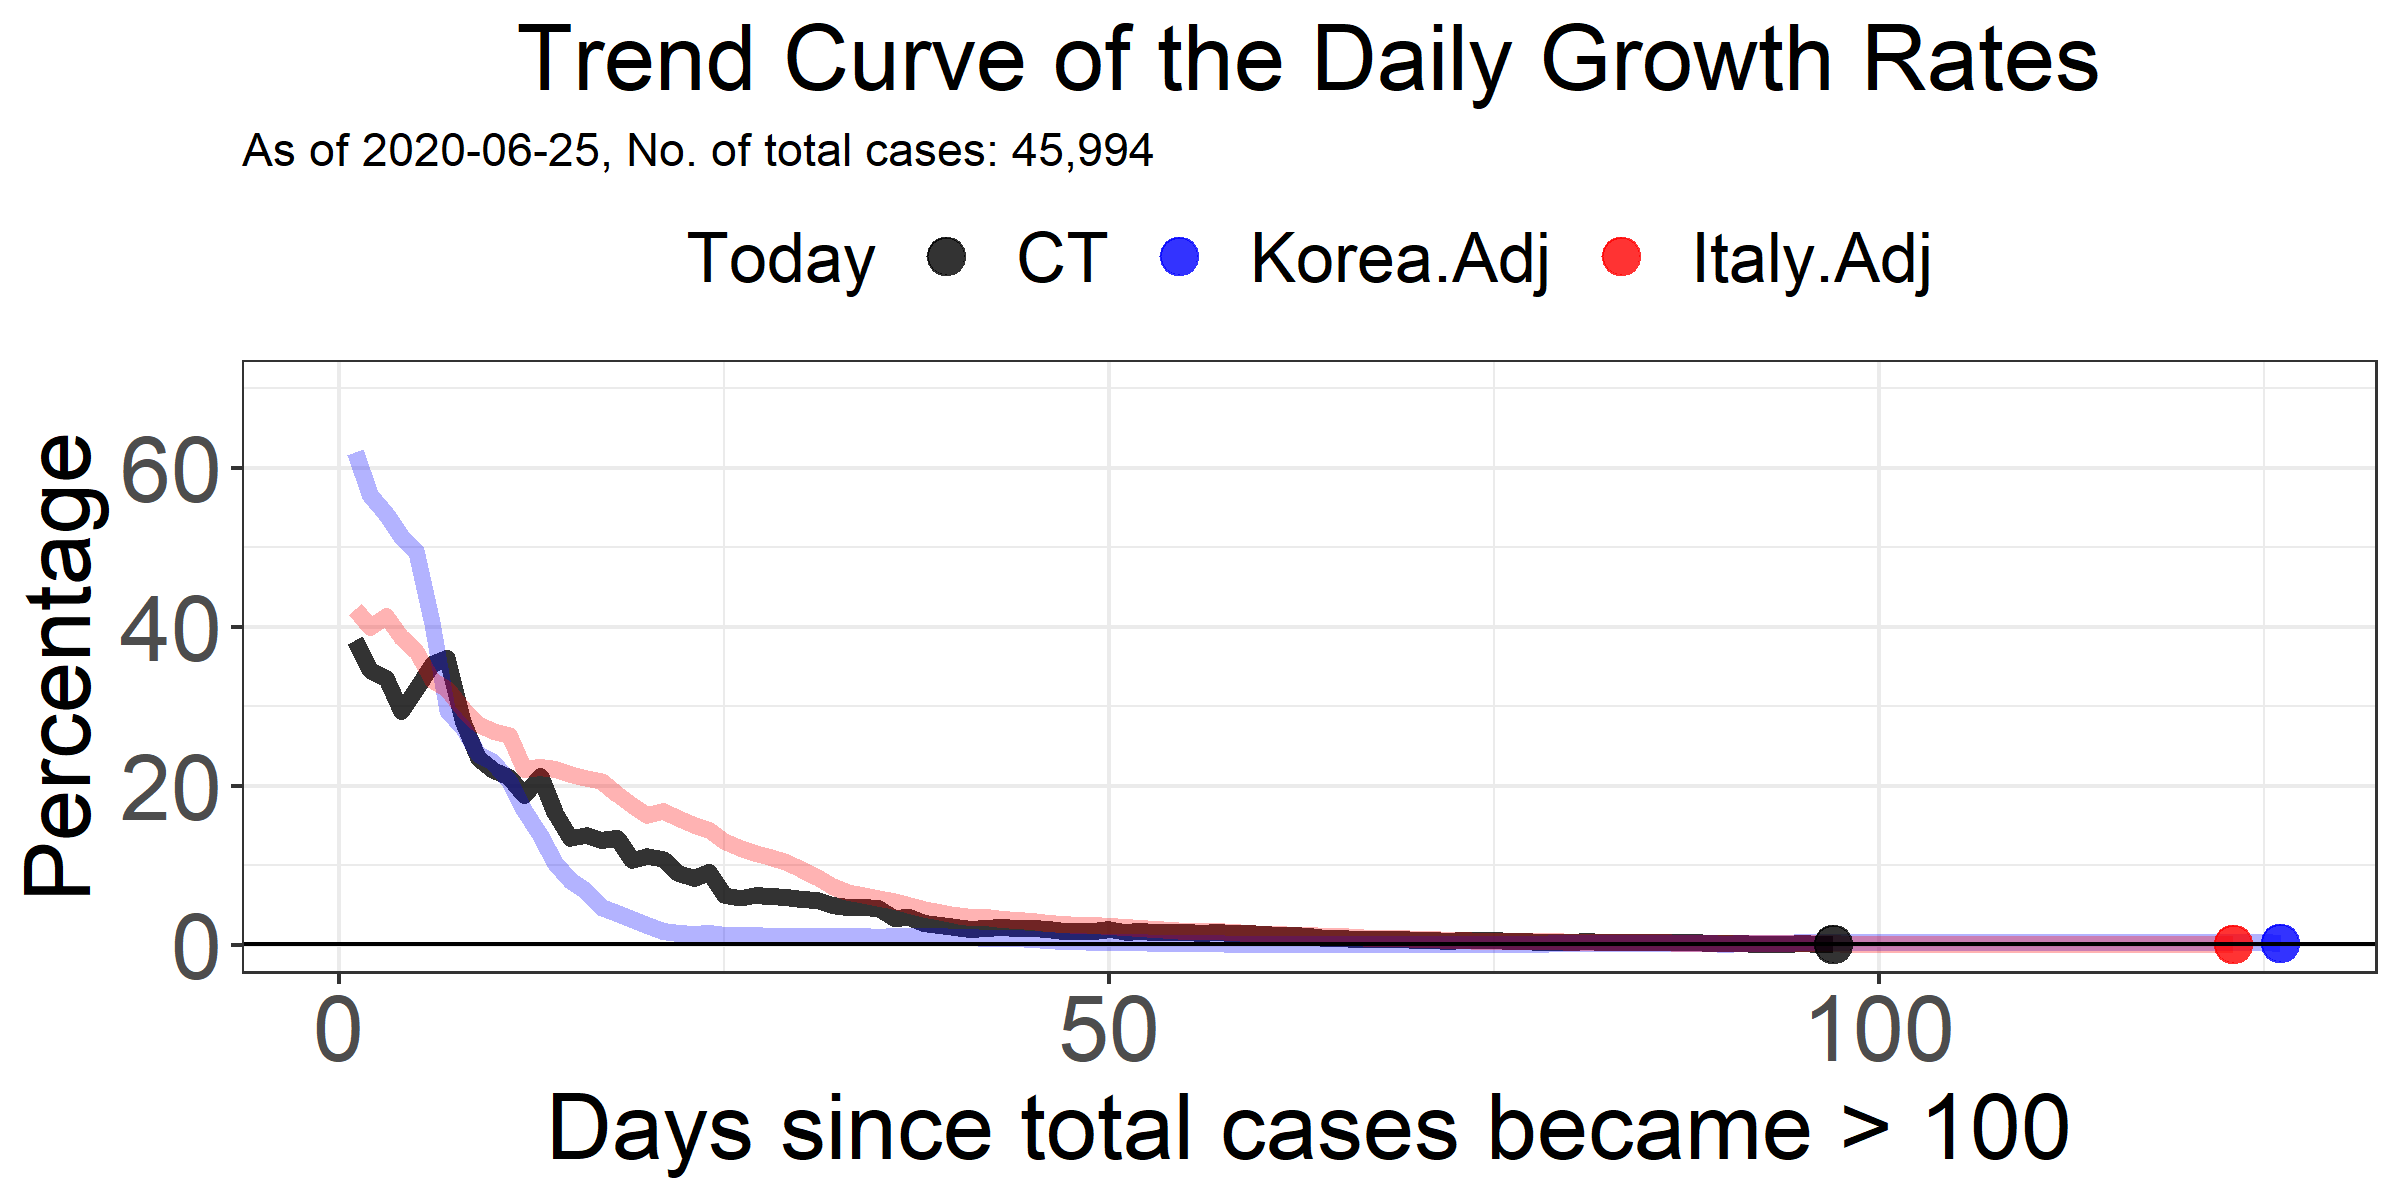 Trend Curve of the Daily Growth Rates
As of 2020-06-25, No. of total cases: 45,994
Today CT Korea.Adj Italy.Adj
Percentage
60
40
20
0
0 50 100
Days since total cases became > 100